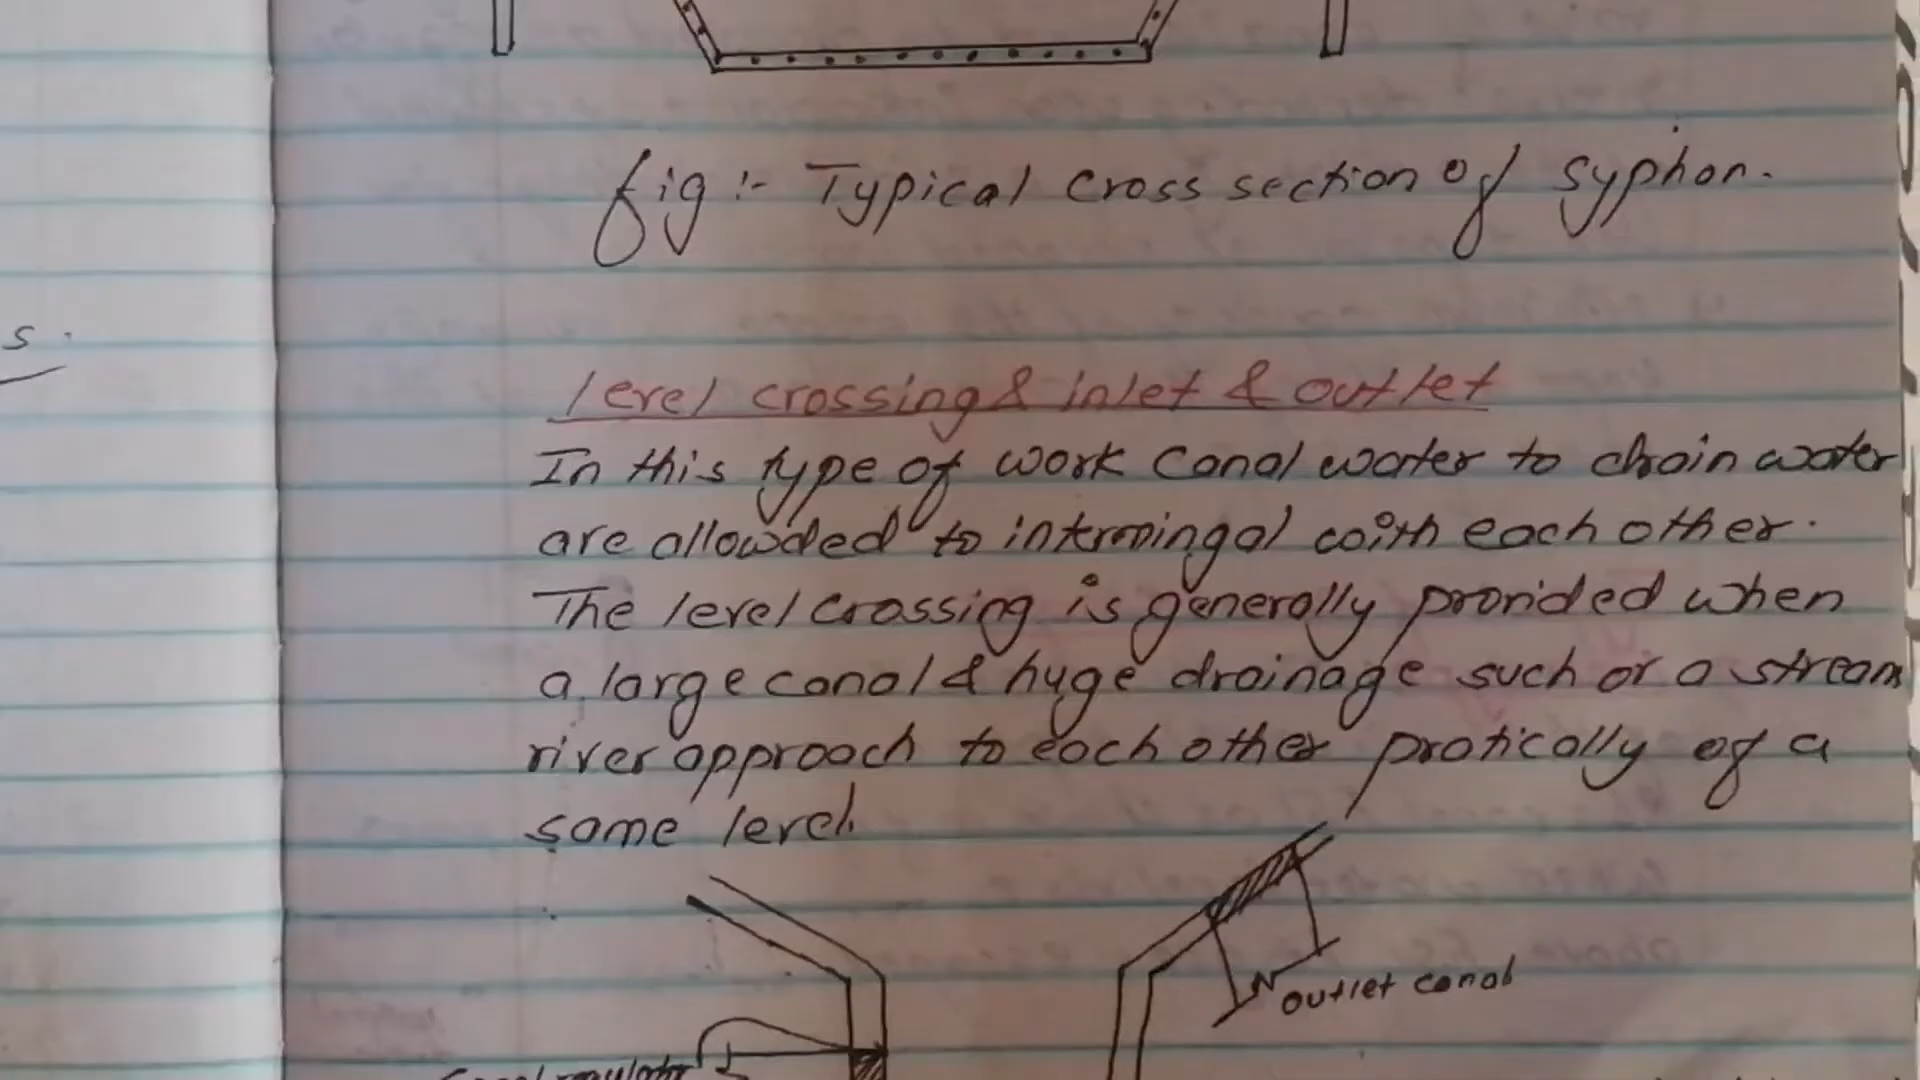 fig :- Typical cross section of syphon.
s.
level crossing & inlet & outlet
In this type of work canal water to drain water
are allowded to intermingal with each other.
The level crossing is generally provided when
a large canal & huge drainage such or a stream
river approach to each other pratically of a
same level.
outlet canal
Canal regulator